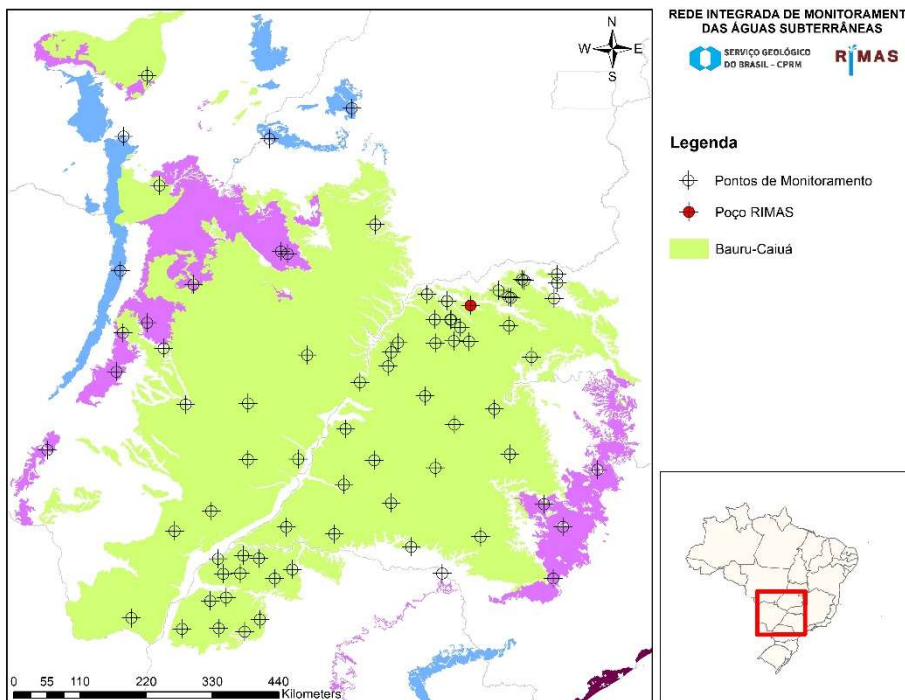 REDE INTEGRADA DE MONITORAMENT
DAS ÁGUAS SUBTERRÂNEAS
SERVIÇO GEOLÓGICO
DO BRASIL – CPRM
RIMAS
N
W E
S
Legenda
Pontos de Monitoramento
Poço RIMAS
Bauru-Caiuá
0 55 110 220 330 440
Kilometers